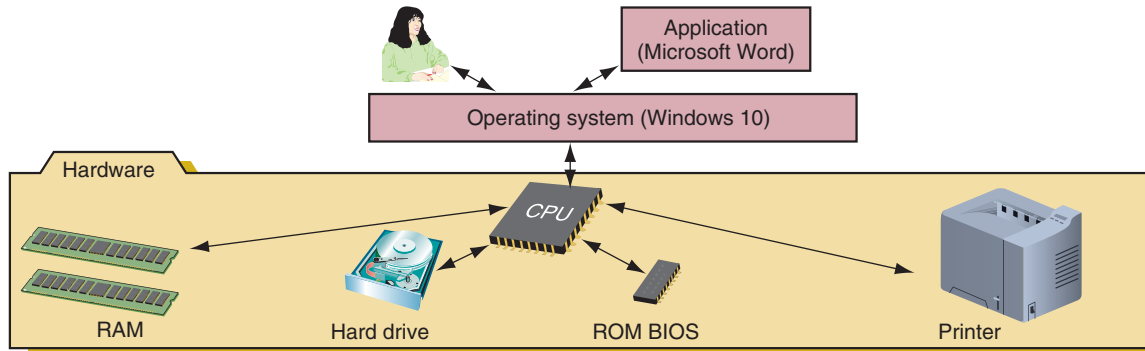 Application
(Microsoft Word)
Operating system (Windows 10)
Hardware
CPU
RAM
Hard drive
ROM BIOS
Printer